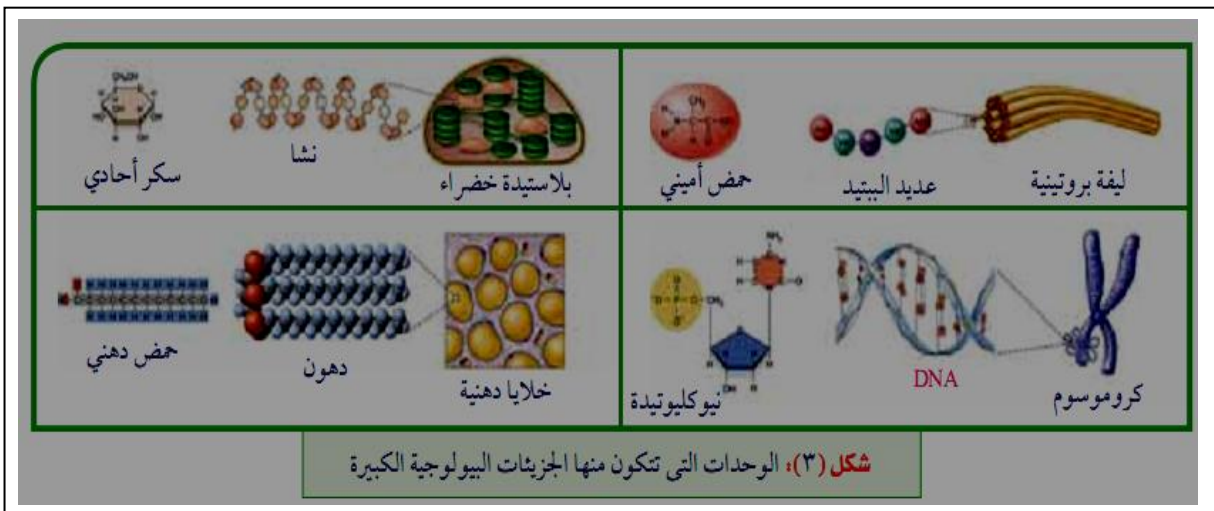 ليفة بروتينية
عديد الببتيد
حمض أميني
بلاستيدة خضراء
نشا
سكر أحادي
كروموسوم
DNA
نيوكليوتيدة
خلايا دهنية
دهون
حمض دهني
شكل (٣): الوحدات التى تتكون منها الجزيئات البيولوجية الكبيرة